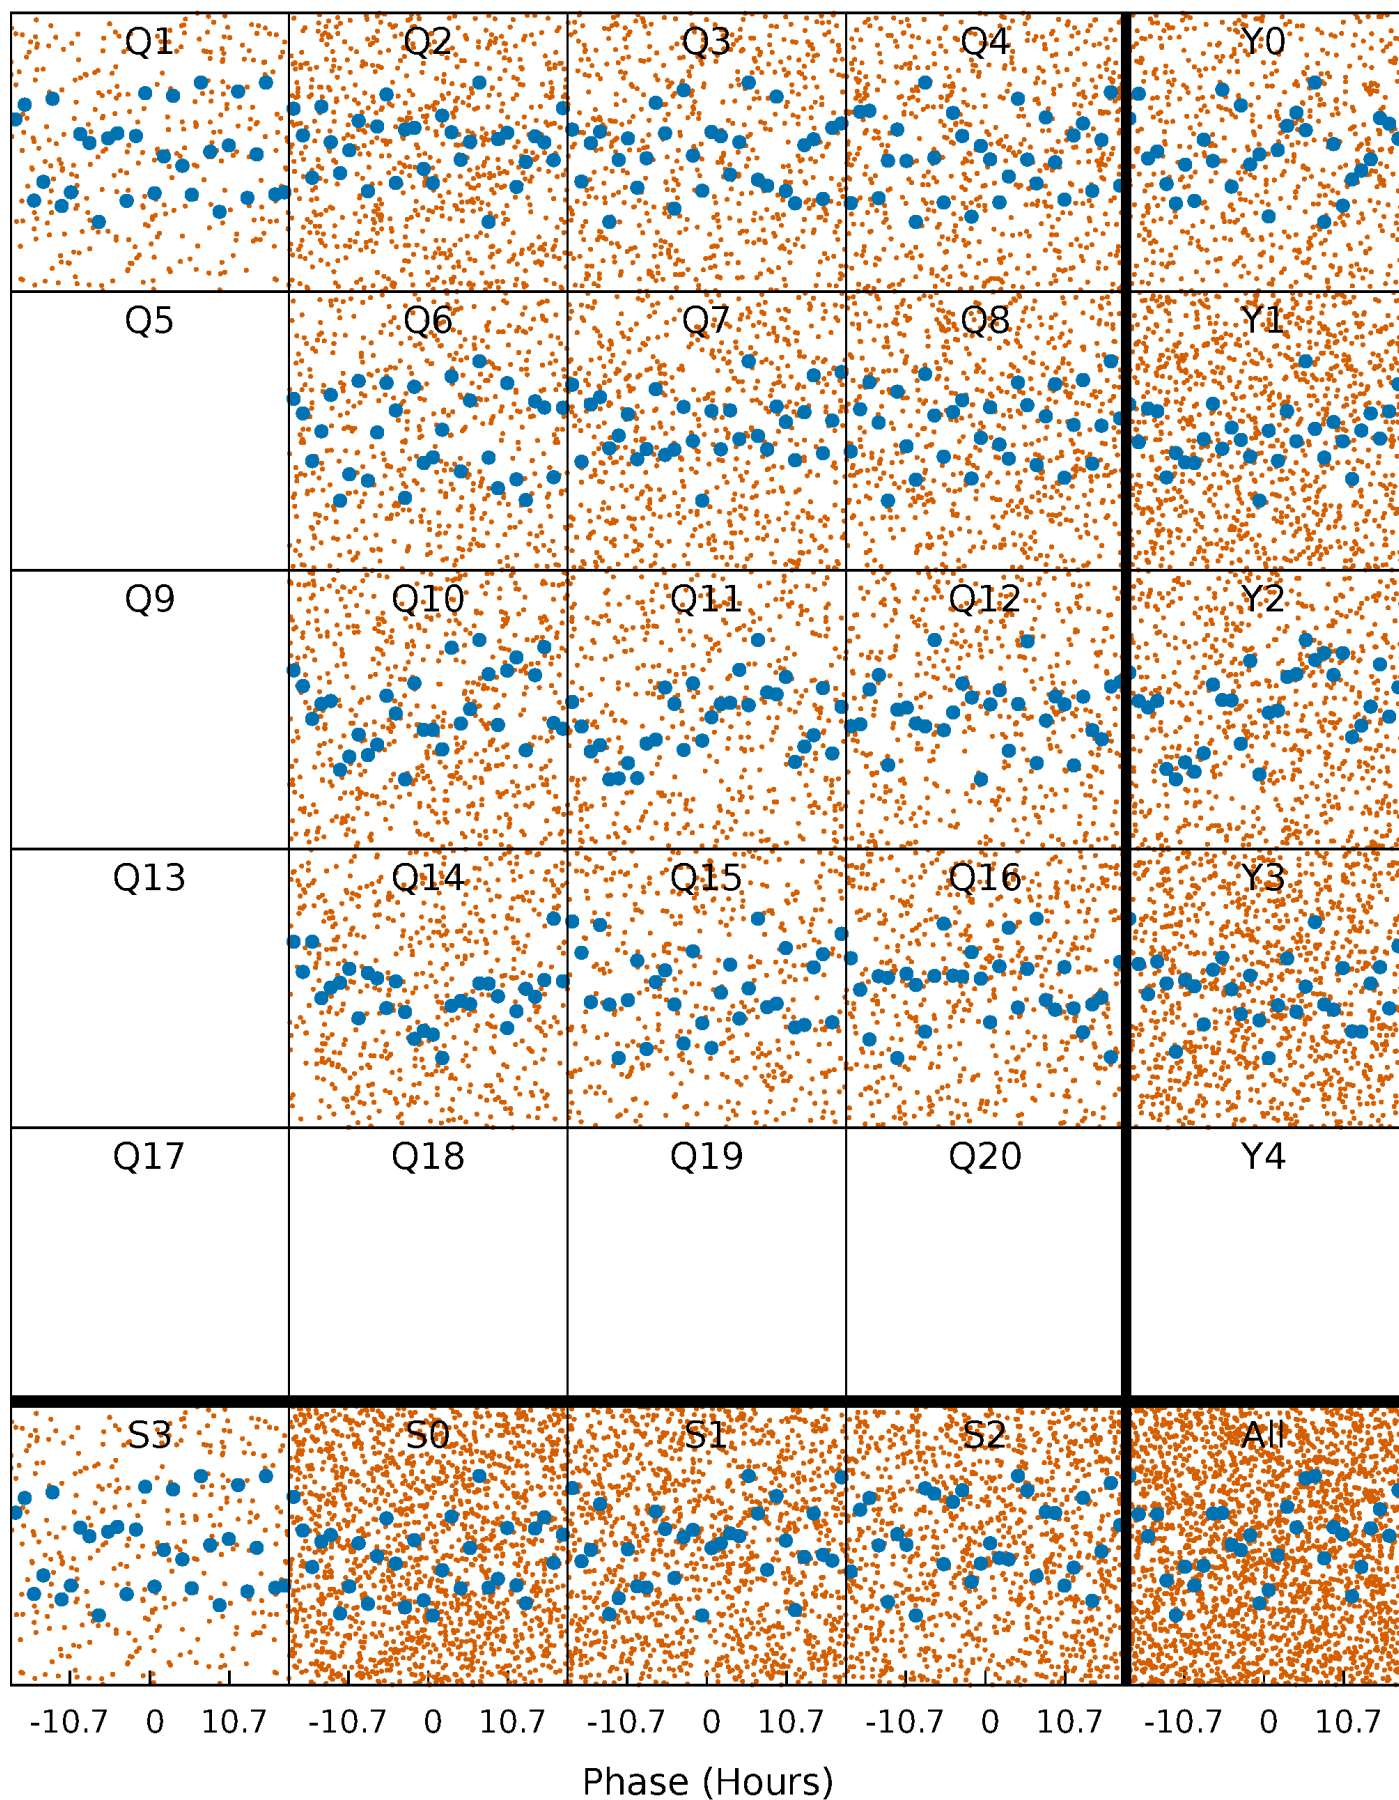 Q1 Q2 Q3 Q4 Y0
Q5 Q6 Q7 Q8 Y1
Q9 Q10 Q11 Q12 Y2
Q13 Q14 Q15 Q16 Y3
Q17 Q18 Q19 Q20 Y4
S3 S0 S1 S2 All
-10.7 0 10.7 -10.7 0 10.7 -10.7 0 10.7 -10.7 0 10.7 -10.7 0 10.7
Phase (Hours)